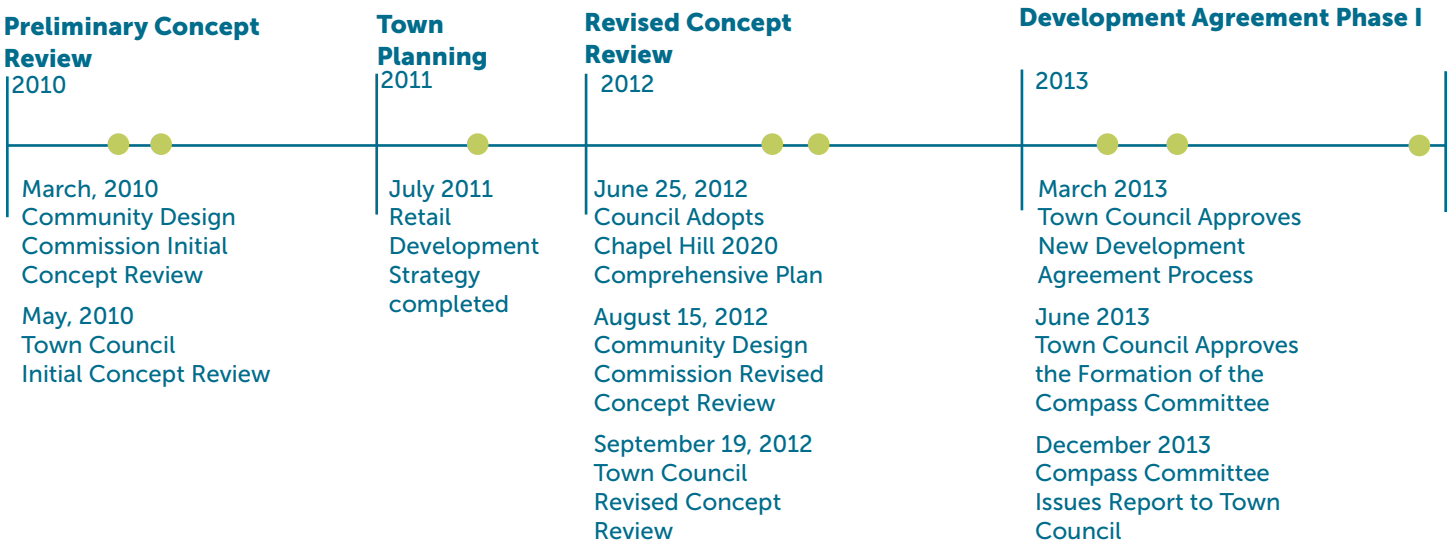 Preliminary Concept
Review
2010
March, 2010
Community Design
Commission Initial
Concept Review
May, 2010
Town Council
Initial Concept Review
Town
Planning
2011
July 2011
Retail
Development
Strategy
completed
Revised Concept
Review
2012
June 25, 2012
Council Adopts
Chapel Hill 2020
Comprehensive Plan
August 15, 2012
Community Design
Commission Revised
Concept Review
September 19, 2012
Town Council
Revised Concept
Review
Development Agreement Phase I
2013
March 2013
Town Council Approves
New Development
Agreement Process
June 2013
Town Council Approves
the Formation of the
Compass Committee
December 2013
Compass Committee
Issues Report to Town
Council